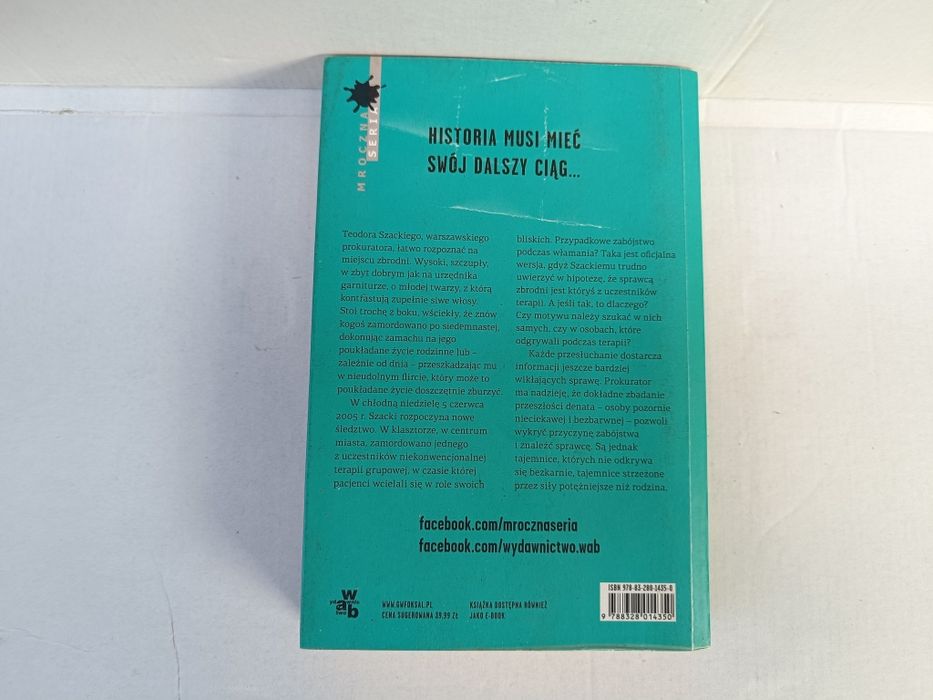 MROCZNA
SERIA
HISTORIA MUSI MIEĆ
SWÓJ DALSZY CIĄG...
Teodora Szackiego, warszawskiego
prokuratora, łatwo rozpoznać na
miejscu zbrodni. Wysoki, szczupły,
w zbyt dobrym jak na urzędnika
garniturze, o młodej twarzy, z którą
kontrastują zupełnie siwe włosy.
Stoi trochę z boku, wściekły, że znów
kogoś zamordowano po siedemnastej,
dokonując zamachu na jego
poukładane życie rodzinne lub –
zależnie od dnia – przeszkadzając mu
w nieudolnym flircie, który może to
poukładane życie doszczętnie zburzyć.
W chłodną niedzielę 5 czerwca
2005 r. Szacki rozpoczyna nowe
śledztwo. W klasztorze, w centrum
miasta, zamordowano jednego
z uczestników niekonwencjonalnej
terapii grupowej, w czasie której
pacjenci wcielali się w role swoich
bliskich. Przypadkowe zabójstwo
podczas włamania? Taka jest oficjalna
wersja, gdyż Szackiemu trudno
uwierzyć w hipotezę, że sprawcą
zbrodni jest któryś z uczestników
terapii. A jeśli tak, to dlaczego?
Czy motywu należy szukać w nich
samych, czy w osobach, które
odgrywali podczas terapii?
Każde przesłuchanie dostarcza
informacji jeszcze bardziej
wikłających sprawę. Prokurator
ma nadzieję, że dokładne zbadanie
przeszłości denata – osoby pozornie
nieciekawej i bezbarwnej – pozwoli
wykryć przyczynę zabójstwa
i znaleźć sprawcę. Są jednak
tajemnice, których nie odkrywa
się bezkarnie, tajemnice strzeżone
przez siły potężniejsze niż rodzina.
facebook.com/mrocznaseria
facebook.com/wydawnictwo.wab
wydawnictwo
w
a b
WWW.GWFOKSAL.PL
CENA SUGEROWANA 39,99 ZŁ
KSIĄŻKA DOSTĘPNA RÓWNIEŻ
JAKO E-BOOK
ISBN 978-83-280-1435-0
9 788328 014350